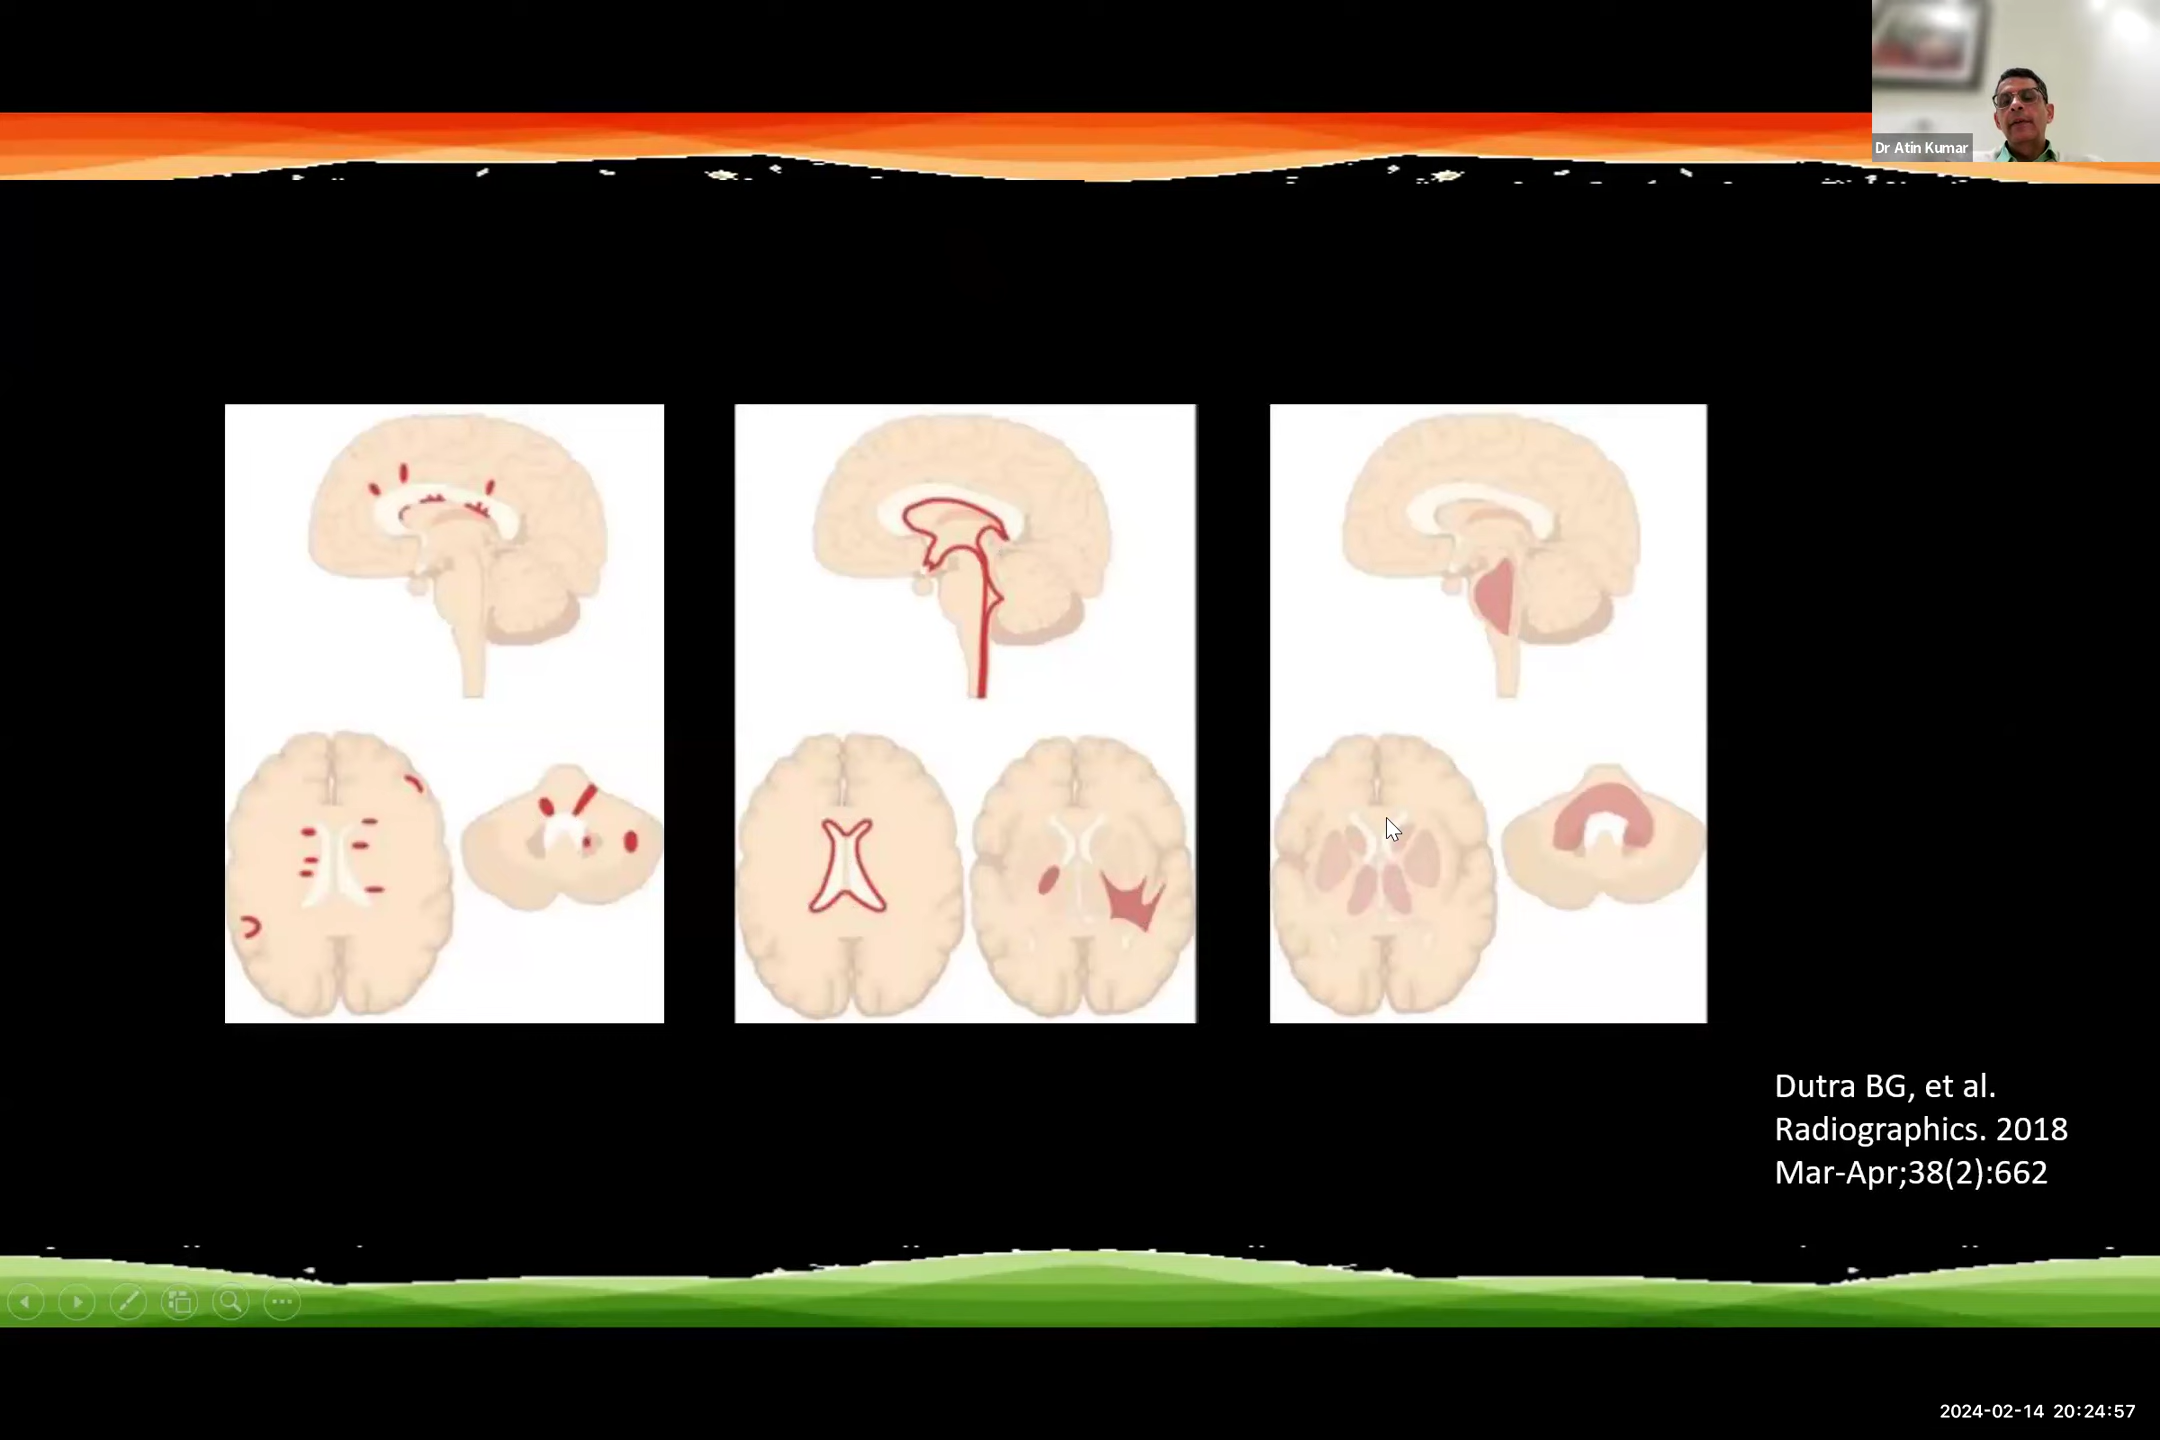 Dr Atin Kumar
Dutra BG, et al.
Radiographics. 2018
Mar-Apr;38(2):662
2024-02-14 20:24:57